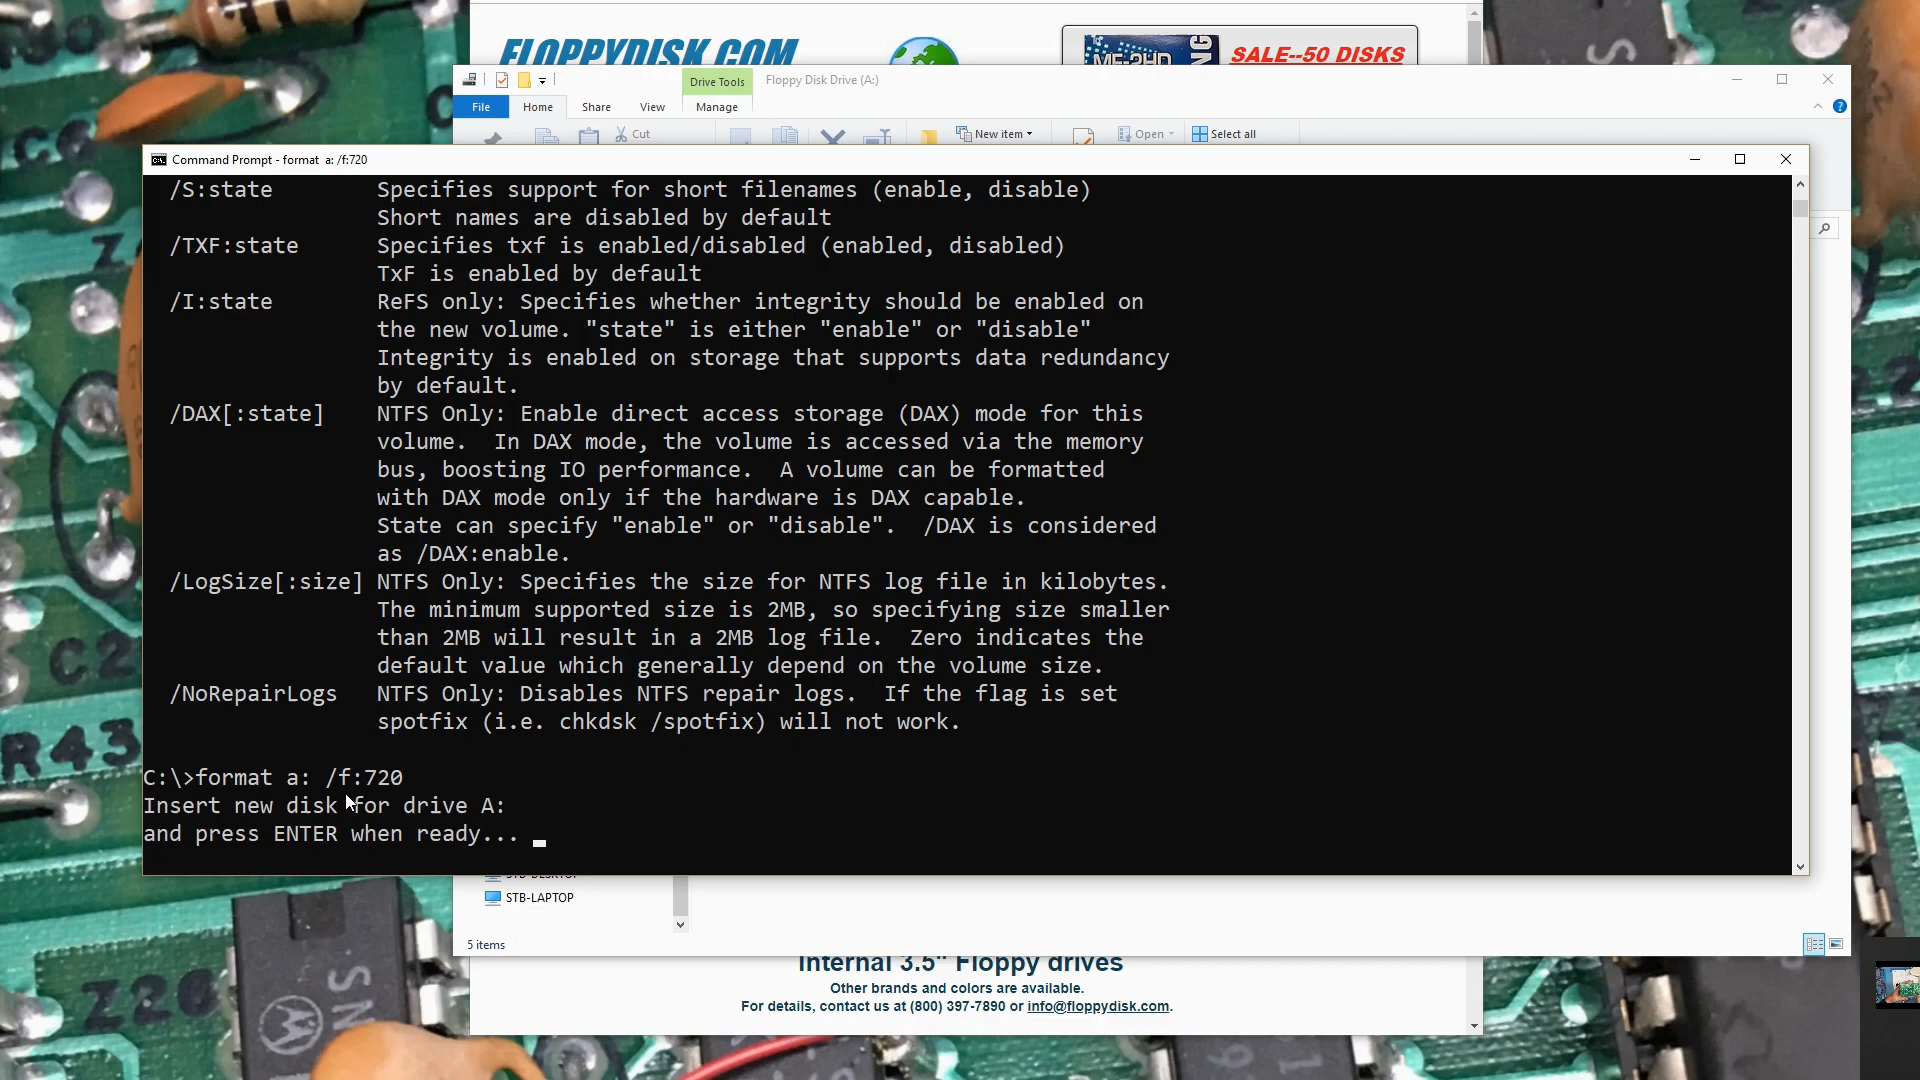 FLOPPYDISK.COM
MF-2HD
SALE--50 DISKS
Drive Tools
Floppy Disk Drive (A:)
File
Home
Share
View
Manage
Cut
New item
Open
Select all
Command Prompt - format  a: /f:720
/S:state        Specifies support for short filenames (enable, disable)
Short names are disabled by default
/TXF:state      Specifies txf is enabled/disabled (enabled, disabled)
TxF is enabled by default
/I:state        ReFS only: Specifies whether integrity should be enabled on
the new volume. "state" is either "enable" or "disable"
Integrity is enabled on storage that supports data redundancy
by default.
/DAX[:state]    NTFS Only: Enable direct access storage (DAX) mode for this
volume.  In DAX mode, the volume is accessed via the memory
bus, boosting IO performance.  A volume can be formatted
with DAX mode only if the hardware is DAX capable.
State can specify "enable" or "disable".  /DAX is considered
as /DAX:enable.
/LogSize[:size] NTFS Only: Specifies the size for NTFS log file in kilobytes.
The minimum supported size is 2MB, so specifying size smaller
than 2MB will result in a 2MB log file.  Zero indicates the
default value which generally depend on the volume size.
/NoRepairLogs   NTFS Only: Disables NTFS repair logs.  If the flag is set
spotfix (i.e. chkdsk /spotfix) will not work.
C:\>format a: /f:720
Insert new disk for drive A:
and press ENTER when ready...
STB-DESKTOP
STB-LAPTOP
5 items
Internal 3.5" Floppy drives
Other brands and colors are available.
For details, contact us at (800) 397-7890 or info@floppydisk.com.
R43
C2
Z20
SN